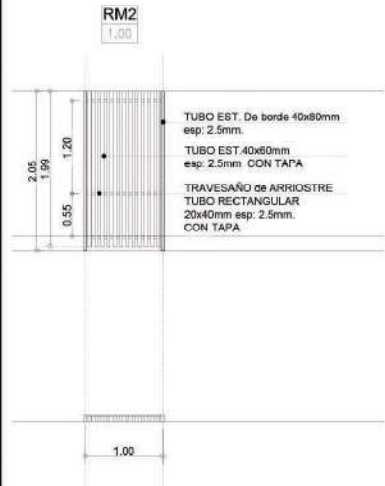 RM2
1.00
TUBO EST. De borde 40x80mm
esp: 2.5mm.
TUBO EST.40x60mm
esp: 2.5mm CON TAPA
TRAVESAÑO de ARRIOSTRE
TUBO RECTANGULAR
20x40mm esp: 2.5mm.
CON TAPA
2.05
1.99
1.20
0.55
1.00